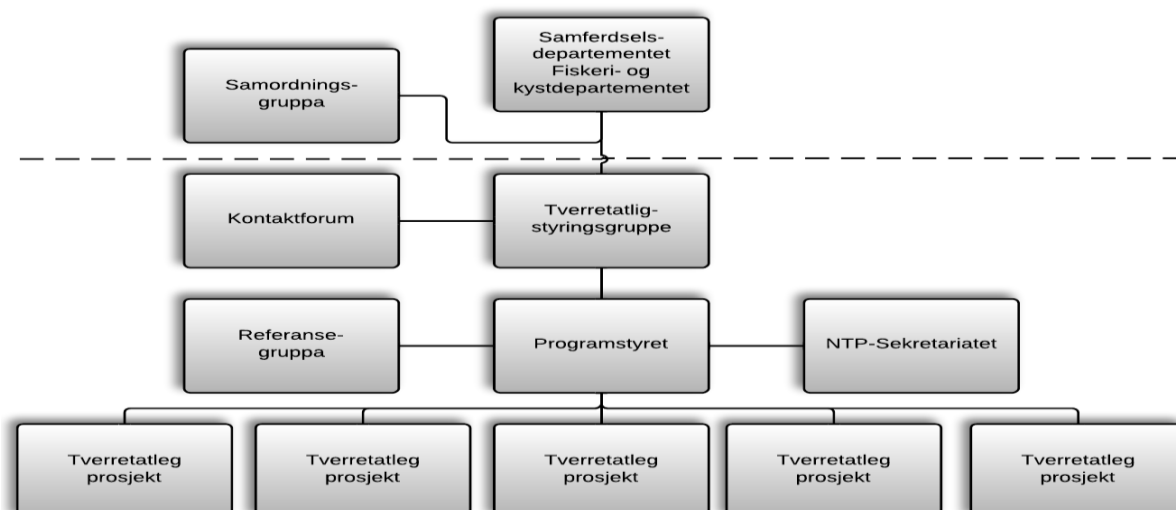 Samferdsels-
departementet
Fiskeri- og
kystdepartementet
Samordnings-
gruppa
Kontaktforum
Tverretatlig-
styringsgruppe
Referanse-
gruppa
Programstyret
NTP-Sekretariatet
Tverretatleg
prosjekt
Tverretatleg
prosjekt
Tverretatleg
prosjekt
Tverretatleg
prosjekt
Tverretatleg
prosjekt